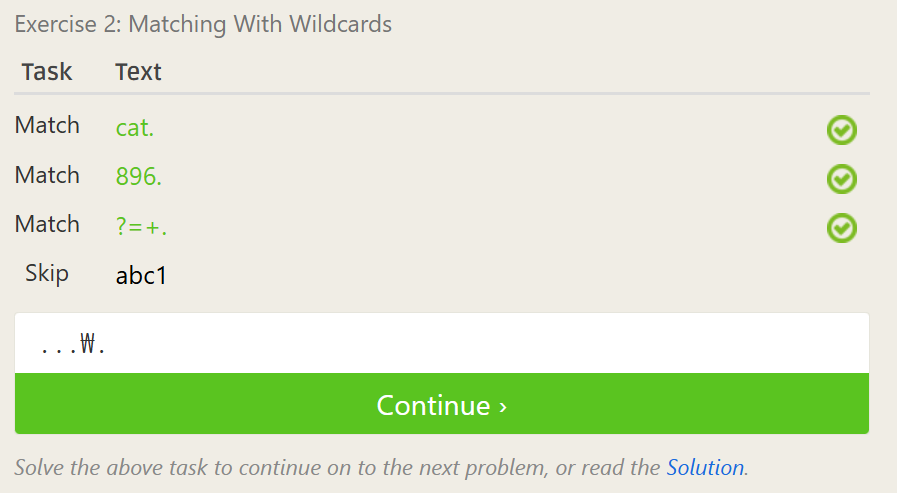 Exercise 2: Matching With Wildcards
Task Text
Match cat.
Match 896.
Match ?=+.
Skip abc1
...₩.
Continue ›
Solve the above task to continue on to the next problem, or read the Solution.